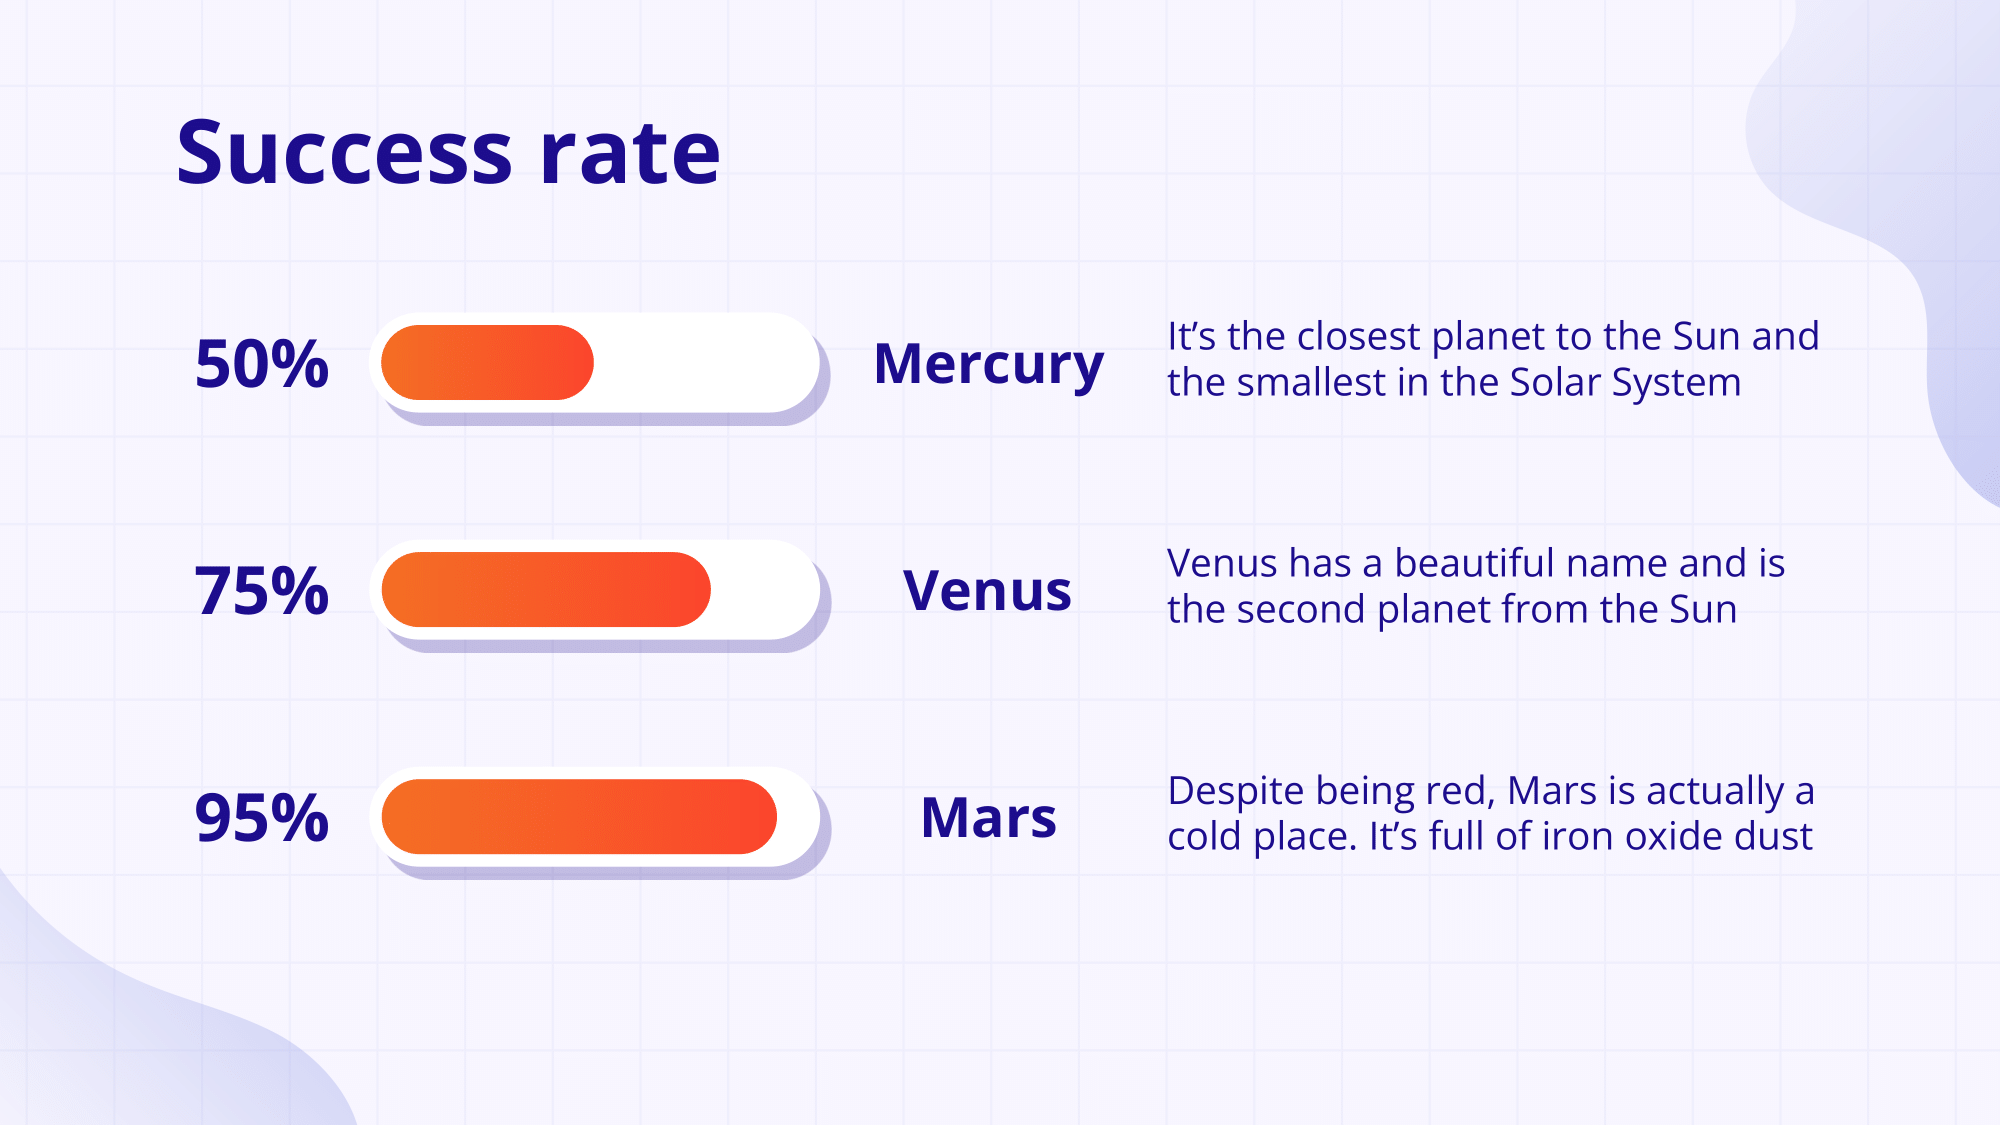 Success rate
50%
Mercury
It’s the closest planet to the Sun and
the smallest in the Solar System
75%
Venus
Venus has a beautiful name and is
the second planet from the Sun
95%
Mars
Despite being red, Mars is actually a
cold place. It’s full of iron oxide dust